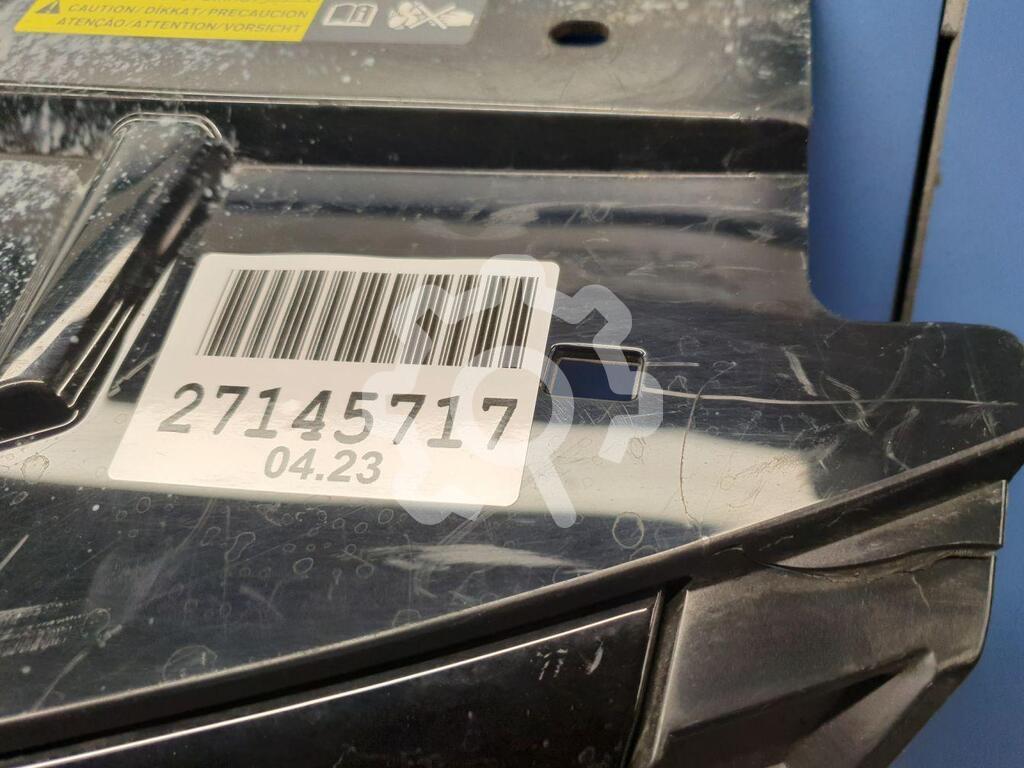 CAUTION/DİKKAT/PRECAUCION
ATENÇÃO/ATTENTION/VORSICHT
27145717
04.23